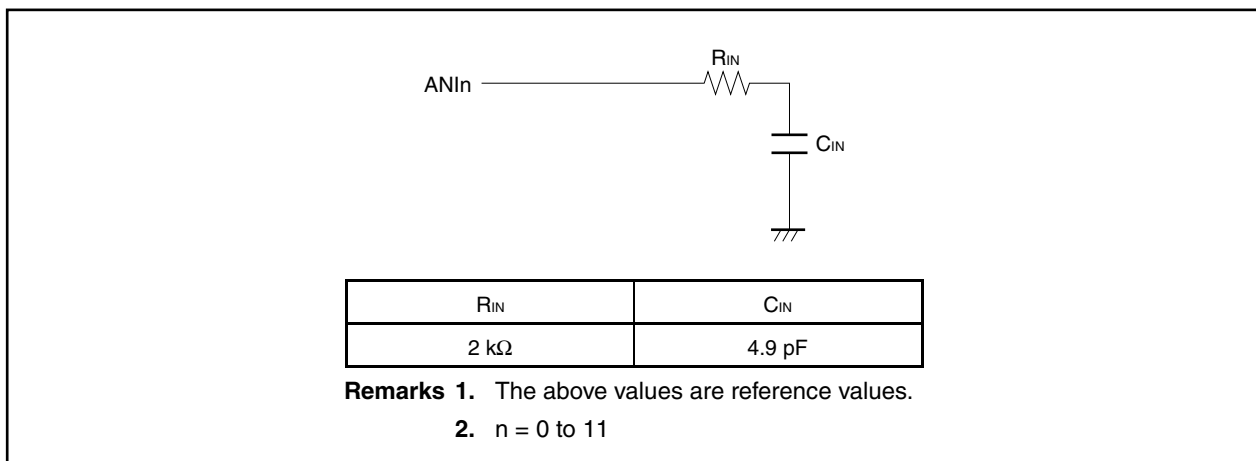 RIN
ANIn
CIN
RIN CIN
2 kΩ 4.9 pF
Remarks 1. The above values are reference values.
2. n = 0 to 11